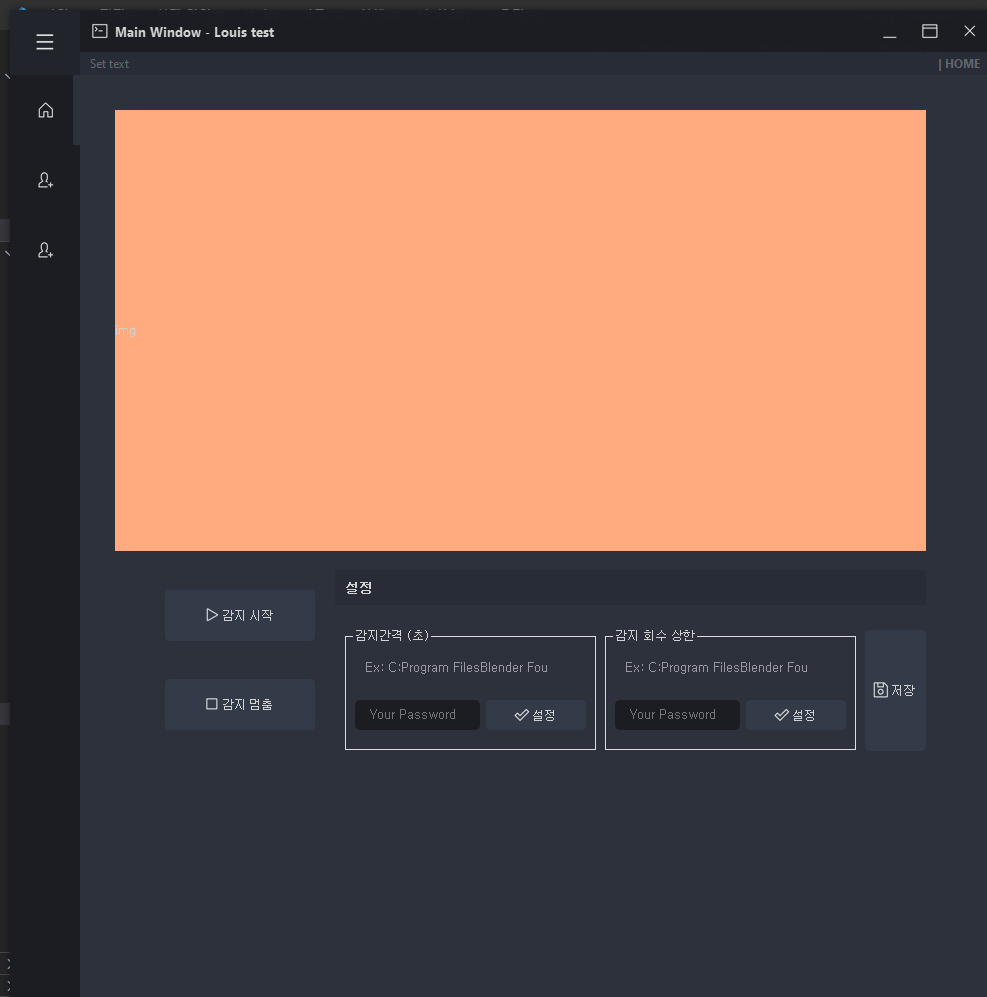 Main Window - Louis test
Set text
| HOME
img
설정
감지 시작
감지간격 (초)
감지 회수 상한
Ex: C:Program FilesBlender Fou
Ex: C:Program FilesBlender Fou
저장
감지 멈춤
Your Password
설정
Your Password
설정